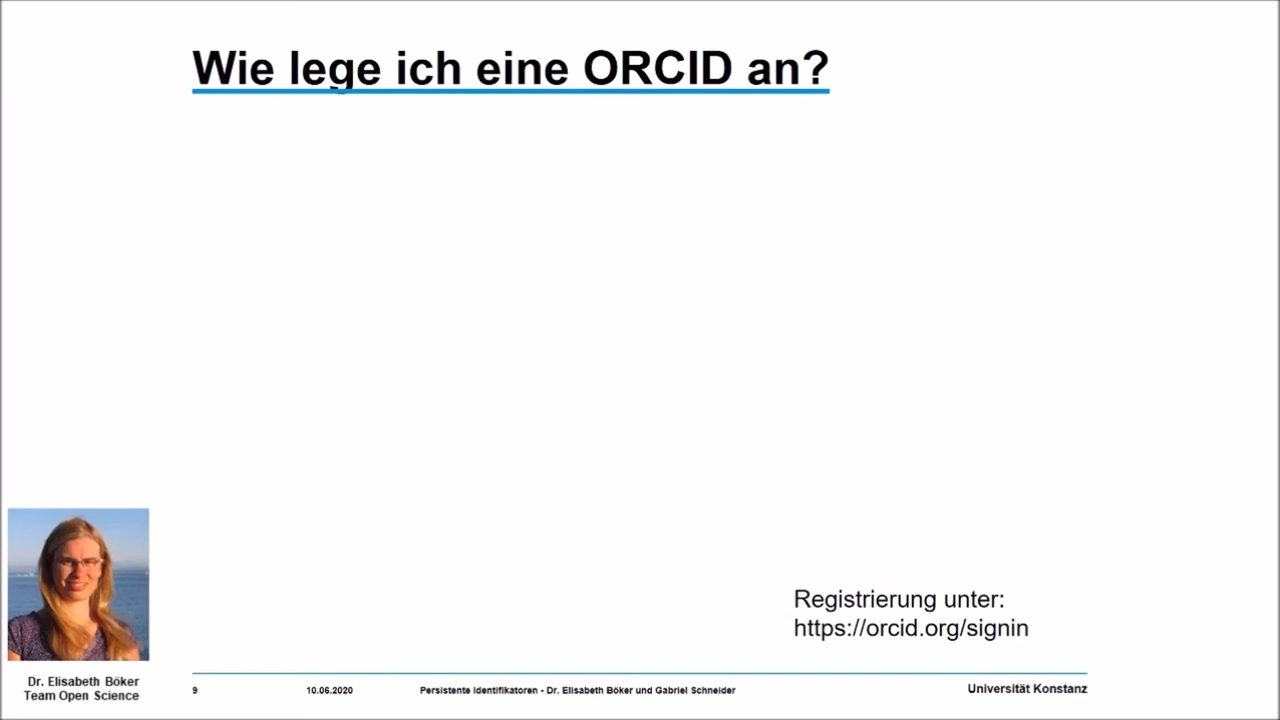 Wie lege ich eine ORCID an?
Registrierung unter:
https://orcid.org/signin
Dr. Elisabeth Böker
Team Open Science
9 10.06.2020 Persistente Identifikatoren - Dr. Elisabeth Böker und Gabriel Schneider Universität Konstanz